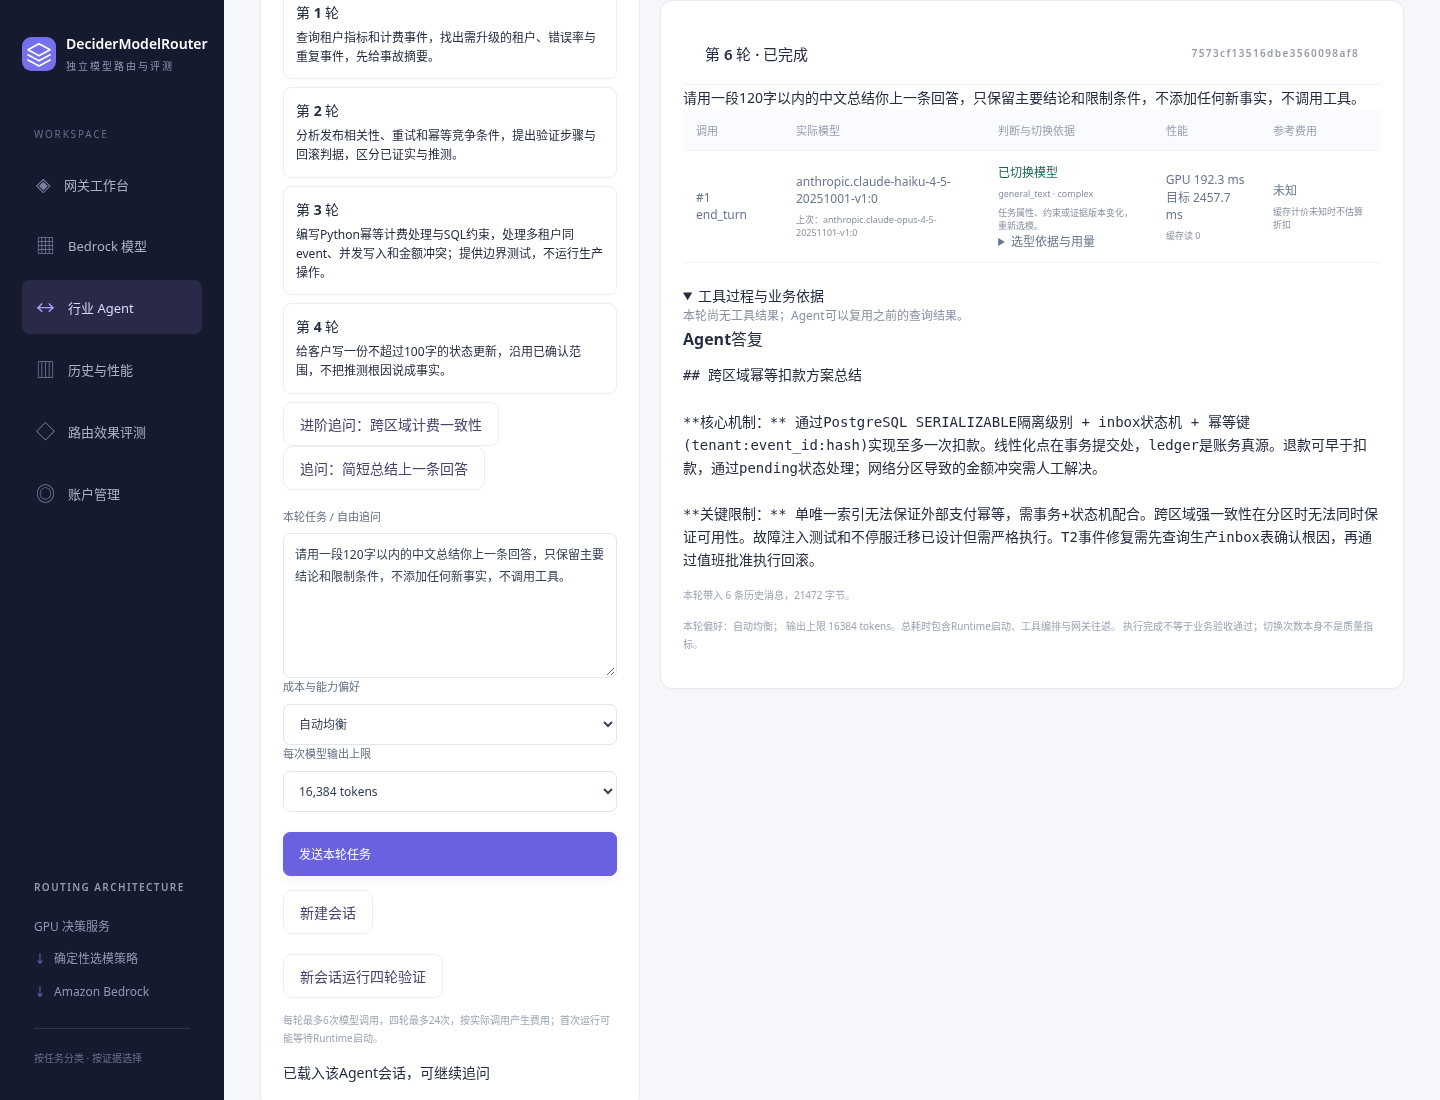 DeciderModelRouter
独立模型路由与评测
WORKSPACE
网关工作台
Bedrock 模型
行业 Agent
历史与性能
路由效果评测
账户管理
ROUTING ARCHITECTURE
GPU 决策服务
↓ 确定性选模策略
↓ Amazon Bedrock
按任务分类 · 按证据选择
第 1 轮
查询租户指标和计费事件，找出需升级的租户、错误率与
重复事件，先给事故摘要。
第 2 轮
分析发布相关性、重试和幂等竞争条件，提出验证步骤与
回滚判据，区分已证实与推测。
第 3 轮
编写Python幂等计费处理与SQL约束，处理多租户同
event、并发写入和金额冲突；提供边界测试，不运行生产
操作。
第 4 轮
给客户写一份不超过100字的状态更新，沿用已确认范
围，不把推测根因说成事实。
进阶追问：跨区域计费一致性
追问：简短总结上一条回答
本轮任务 / 自由追问
请用一段120字以内的中文总结你上一条回答，只保留主要
结论和限制条件，不添加任何新事实，不调用工具。
成本与能力偏好
自动均衡
每次模型输出上限
16,384 tokens
发送本轮任务
新建会话
新会话运行四轮验证
每轮最多6次模型调用，四轮最多24次，按实际调用产生费用；首次运行可
能等待Runtime启动。
已载入该Agent会话，可继续追问
第 6 轮 · 已完成
7573cf13516dbe3560098af8
请用一段120字以内的中文总结你上一条回答，只保留主要结论和限制条件，不添加任何新事实，不调用工具。
调用 实际模型 判断与切换依据 性能 参考费用
#1
end_turn
anthropic.claude-haiku-4-5-
20251001-v1:0
上次：anthropic.claude-opus-4-5-
20251101-v1:0
已切换模型
general_text · complex
任务属性、约束或证据版本变化，
重新选模。
▶ 选型依据与用量
GPU 192.3 ms
目标 2457.7
ms
缓存读 0
未知
缓存计价未知时不估算
折扣
▼ 工具过程与业务依据
本轮尚无工具结果；Agent可以复用之前的查询结果。
Agent答复
## 跨区域幂等扣款方案总结
**核心机制：** 通过PostgreSQL SERIALIZABLE隔离级别 + inbox状态机 + 幂等键
(tenant:event_id:hash)实现至多一次扣款。线性化点在事务提交处，ledger是账务真源。退款可早于扣
款，通过pending状态处理；网络分区导致的金额冲突需人工解决。
**关键限制：** 单唯一索引无法保证外部支付幂等，需事务+状态机配合。跨区域强一致性在分区时无法同时保
证可用性。故障注入测试和不停服迁移已设计但需严格执行。T2事件修复需先查询生产inbox表确认根因，再通
过值班批准执行回滚。
本轮带入 6 条历史消息，21472 字节。
本轮偏好：自动均衡； 输出上限 16384 tokens。总耗时包含Runtime启动、工具编排与网关往返。 执行完成不等于业务验收通过；切换次数本身不是质量指
标。